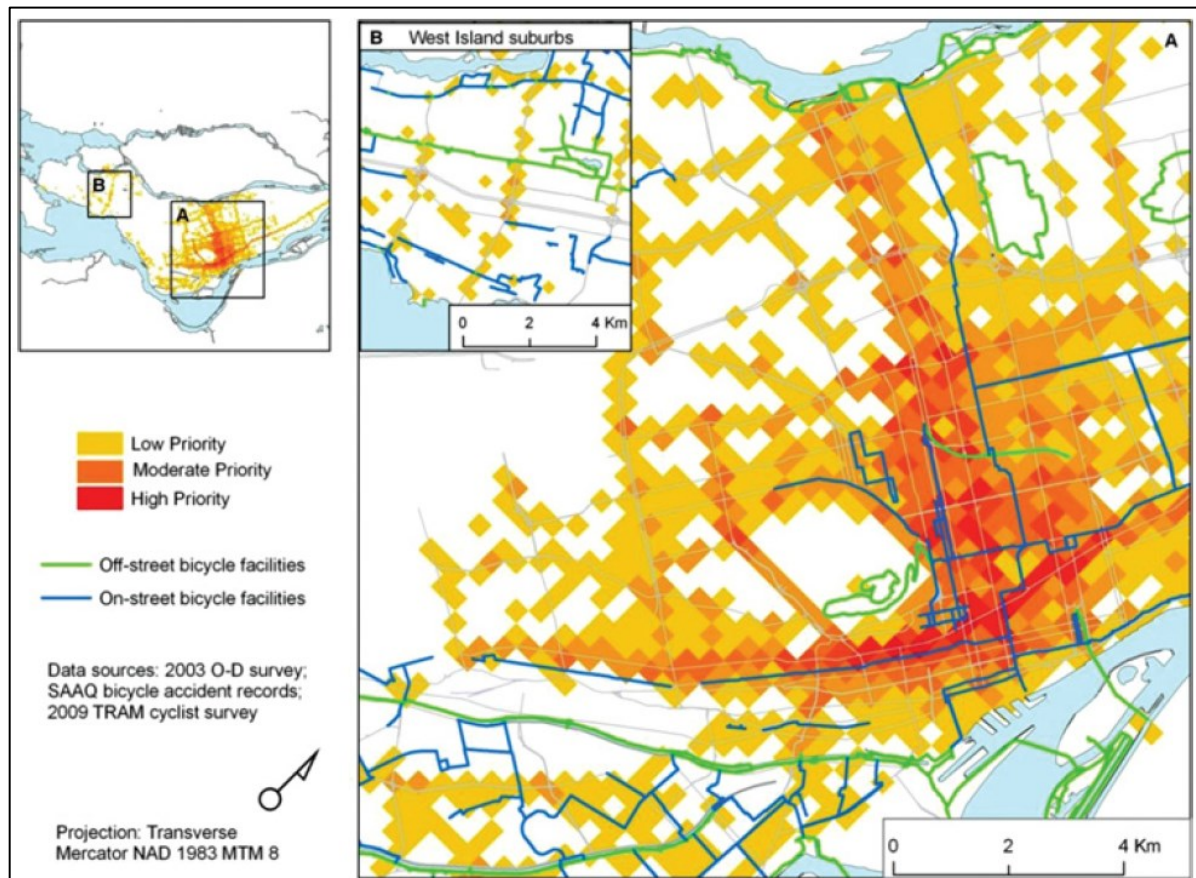 B West Island suburbs
A
B
A
0 2 4 Km
Low Priority
Moderate Priority
High Priority
Off-street bicycle facilities
On-street bicycle facilities
Data sources: 2003 O-D survey;
SAAQ bicycle accident records;
2009 TRAM cyclist survey
Projection: Transverse
Mercator NAD 1983 MTM 8
0 2 4 Km